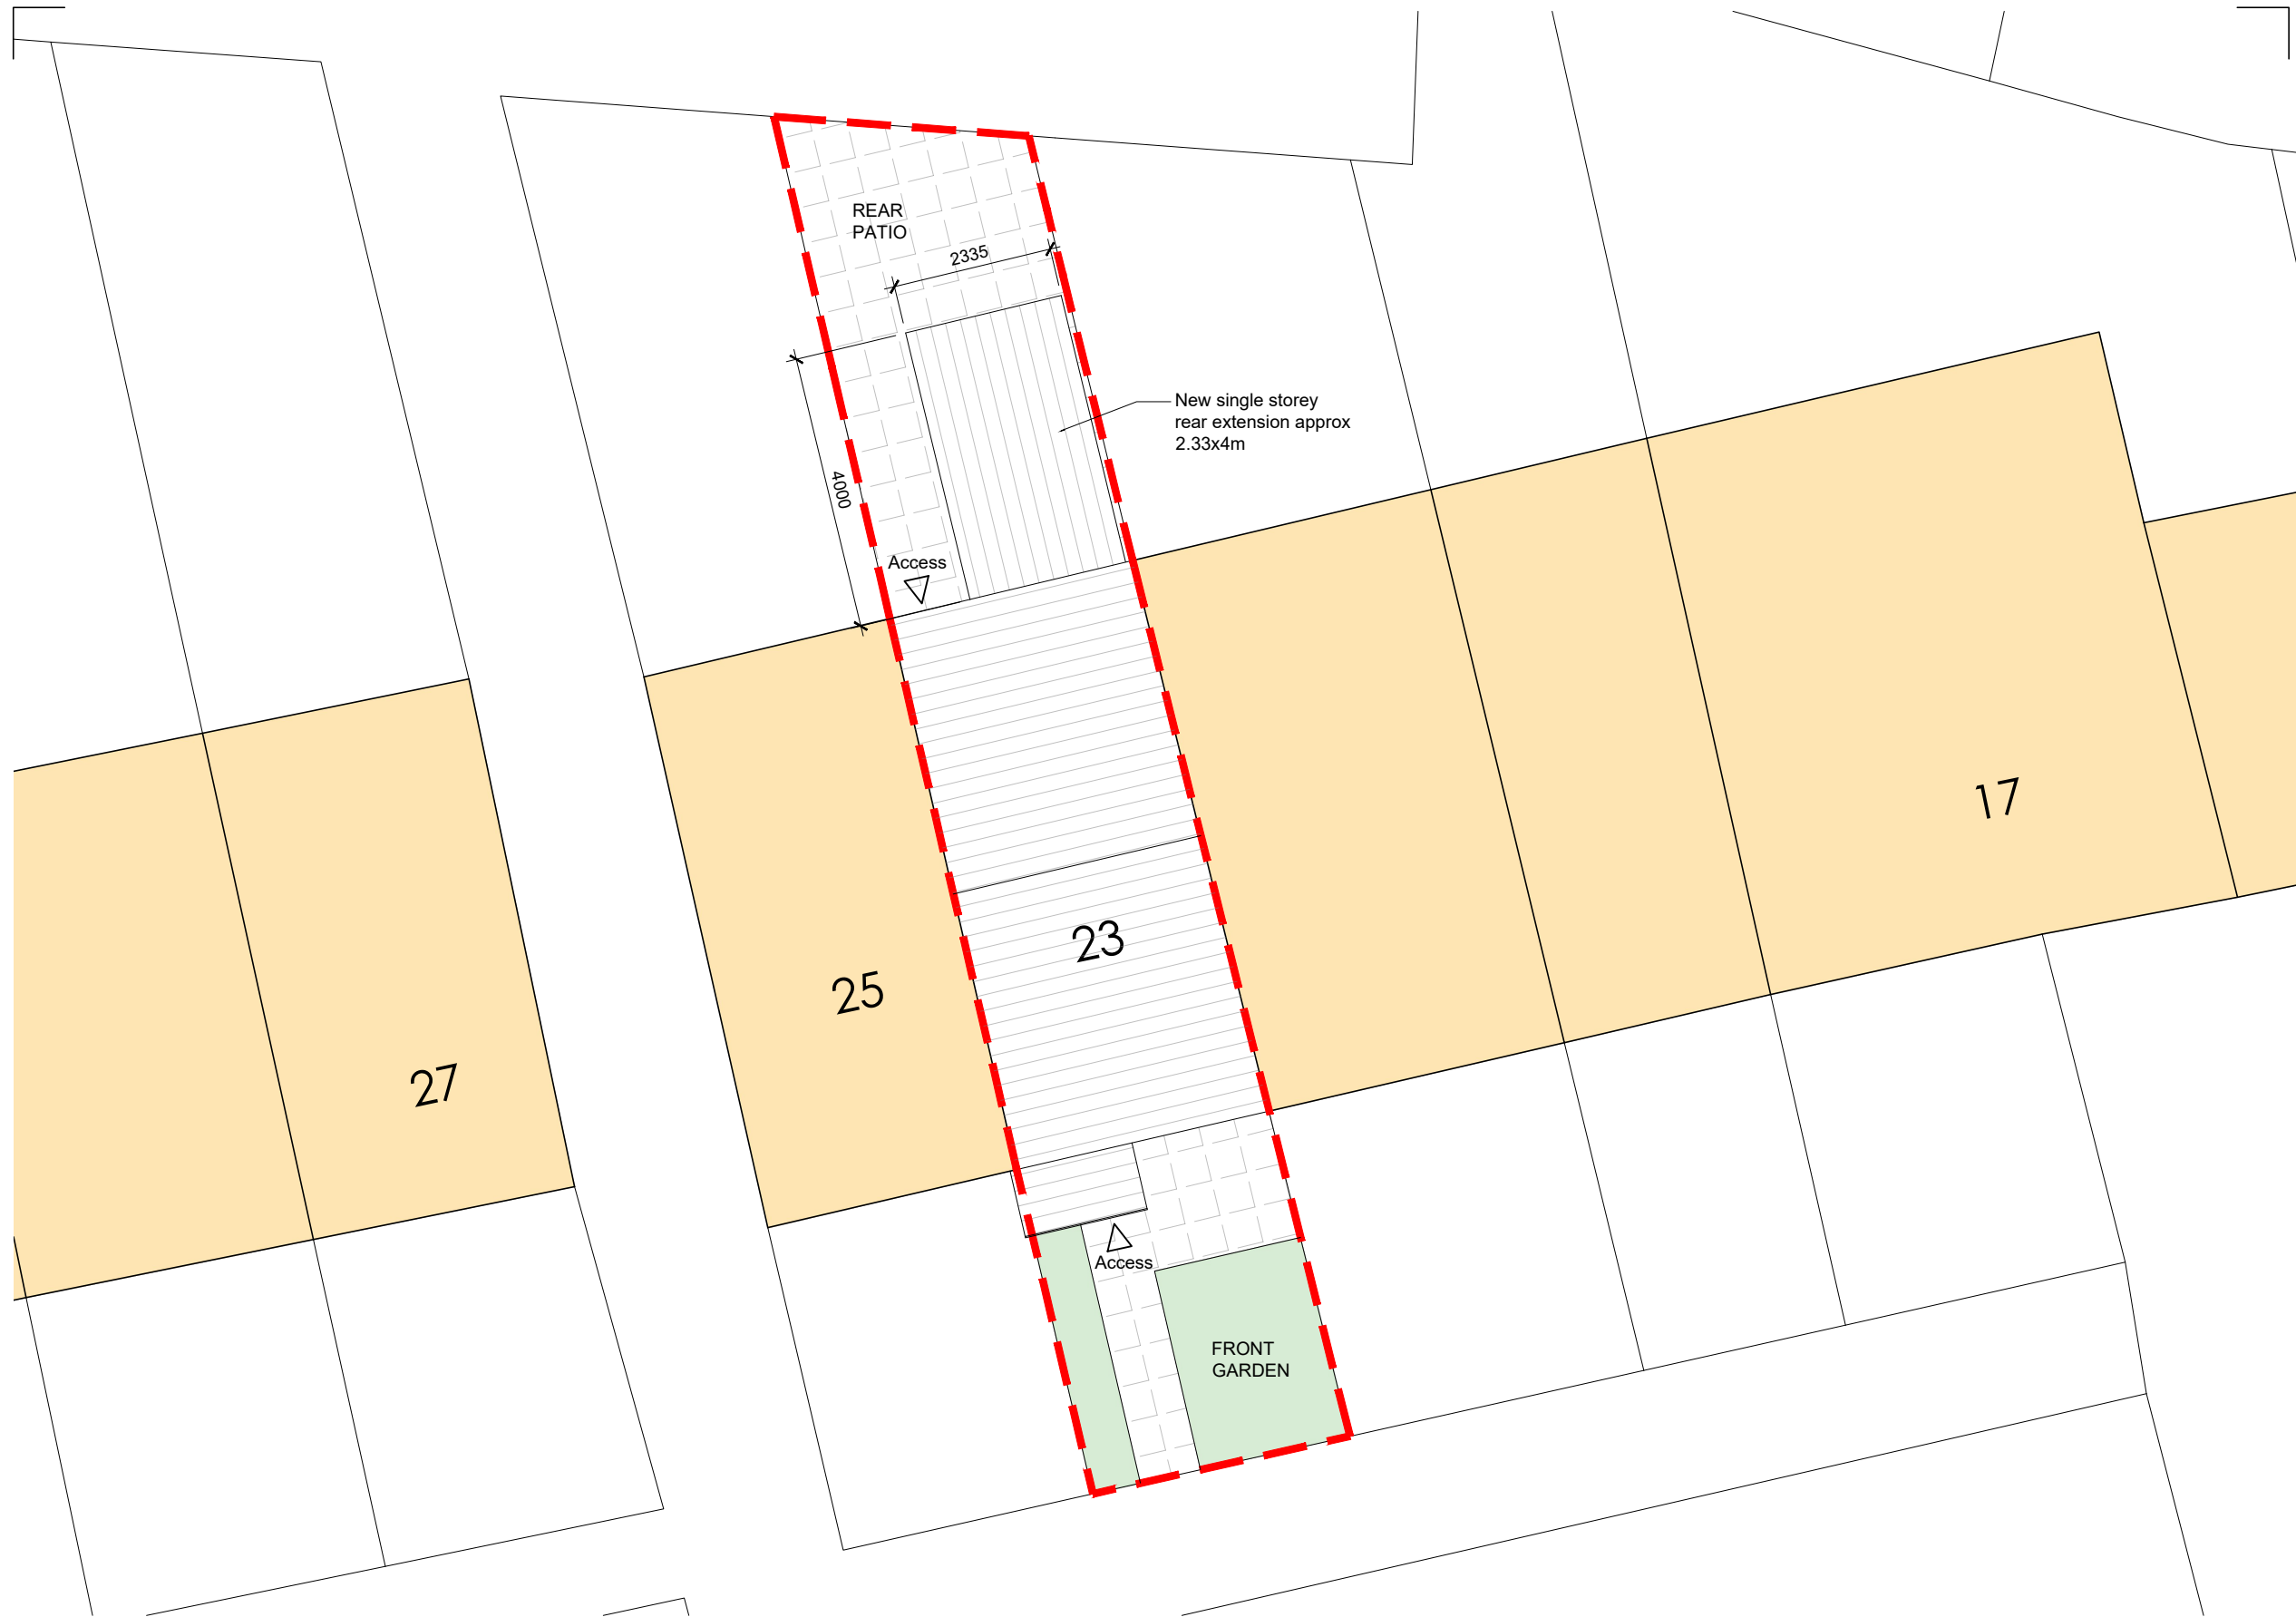 REAR
PATIO
2335
New single storey
rear extension approx
2.33x4m
4000
Access
17
23
25
27
Access
FRONT
GARDEN